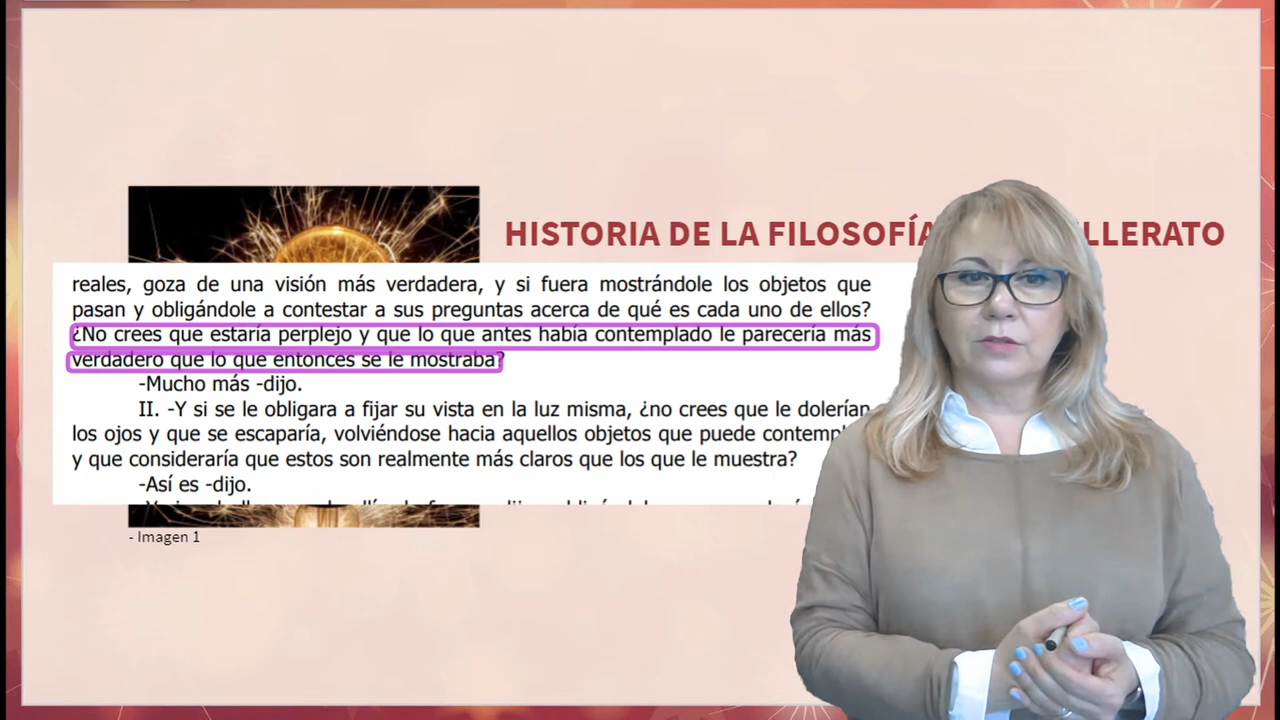 HISTORIA DE LA FILOSOFÍA LLERATO
reales, goza de una visión más verdadera, y si fuera mostrándole los objetos que
pasan y obligándole a contestar a sus preguntas acerca de qué es cada uno de ellos?
¿No crees que estaría perplejo y que lo que antes había contemplado le parecería más
verdadero que lo que entonces se le mostraba?
-Mucho más -dijo.
II. -Y si se le obligara a fijar su vista en la luz misma, ¿no crees que le dolerían
los ojos y que se escaparía, volviéndose hacia aquellos objetos que puede
y que consideraría que estos son realmente más claros que los que le muestra?
-Así es -dijo.
- Imagen 1